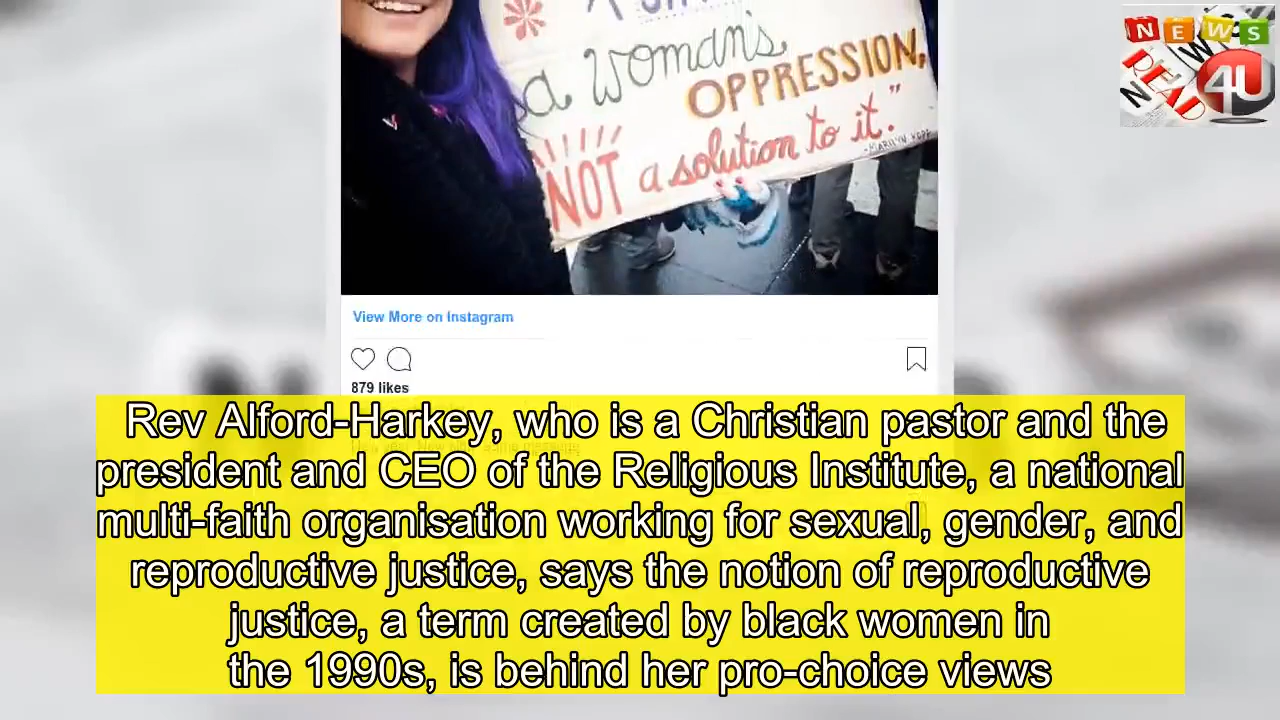 NEWS
READ
4U
a woman's
OPPRESSION,
NOT a solution to it."
View More on Instagram
879 likes
Rev Alford-Harkey, who is a Christian pastor and the
president and CEO of the Religious Institute, a national
multi-faith organisation working for sexual, gender, and
reproductive justice, says the notion of reproductive
justice, a term created by black women in
the 1990s, is behind her pro-choice views